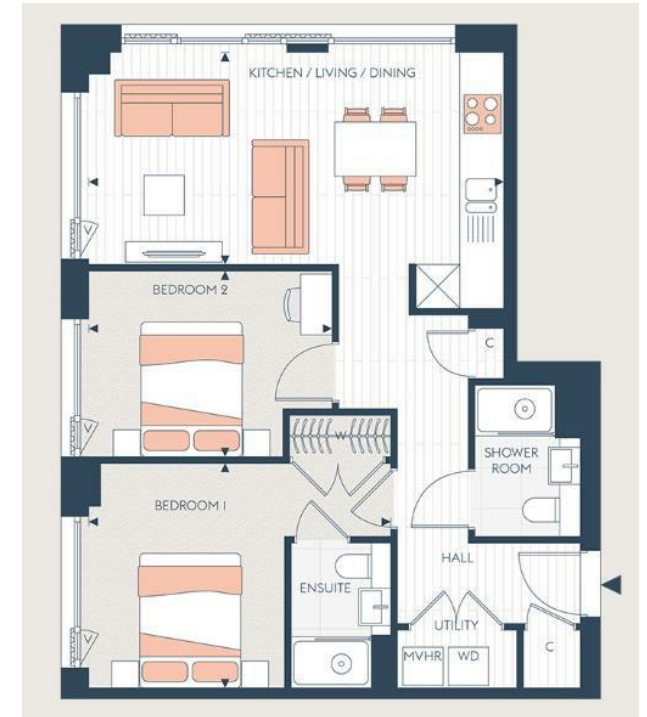 KITCHEN / LIVING / DINING
V
BEDROOM 2
V
C
W
SHOWER
ROOM
BEDROOM 1
HALL
ENSUITE
UTILITY
V
MVHR WD
C